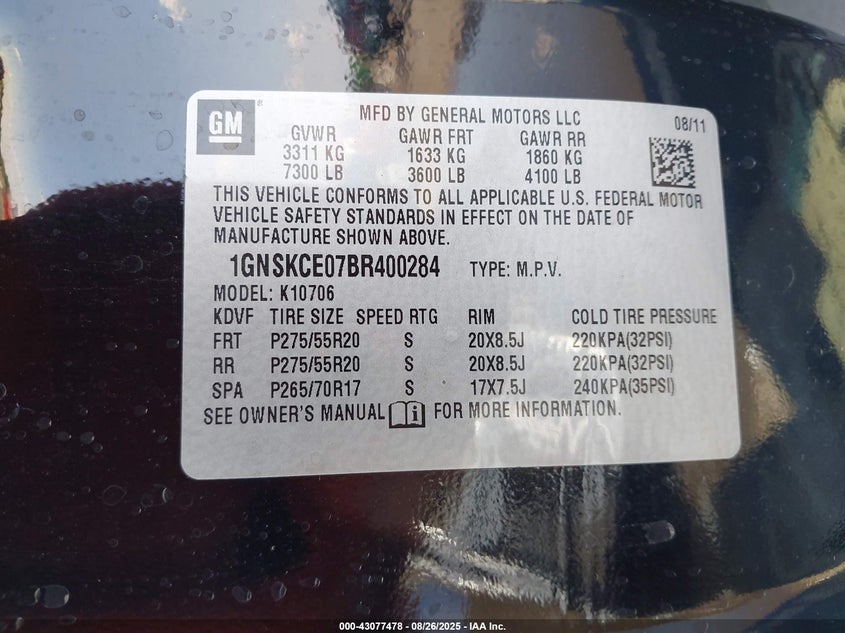 GM
MFD BY GENERAL MOTORS LLC
08/11
GVWR GAWR FRT GAWR RR
3311 KG 1633 KG 1860 KG
7300 LB 3600 LB 4100 LB
THIS VEHICLE CONFORMS TO ALL APPLICABLE U.S. FEDERAL MOTOR
VEHICLE SAFETY STANDARDS IN EFFECT ON THE DATE OF
MANUFACTURE SHOWN ABOVE.
1GNSKCE07BR400284 TYPE: M.P.V.
MODEL: K10706
KDVF TIRE SIZE SPEED RTG RIM COLD TIRE PRESSURE
FRT P275/55R20 S 20X8.5J 220KPA(32PSI)
RR P275/55R20 S 20X8.5J 220KPA(32PSI)
SPA P265/70R17 S 17X7.5J 240KPA(35PSI)
SEE OWNER'S MANUAL i FOR MORE INFORMATION.
000-43077478 - 08/26/2025 - IAA Inc.